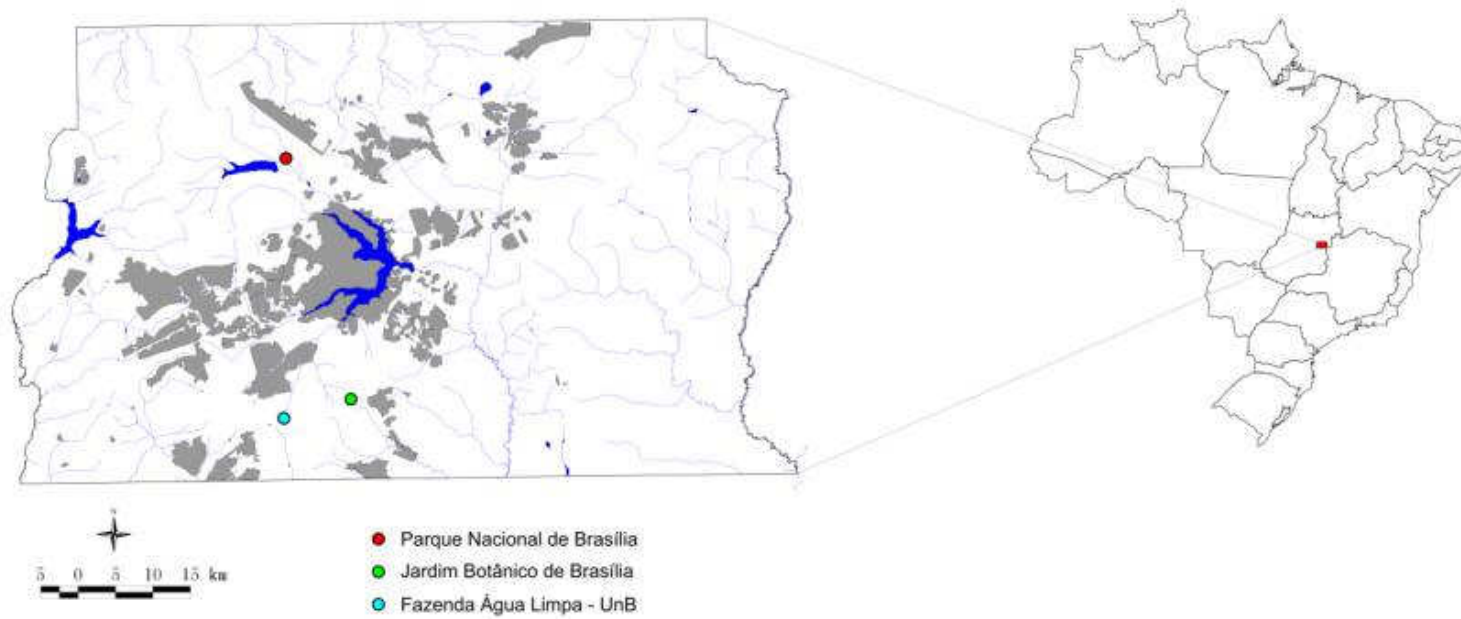 N
5 0 5 10 15 km
Parque Nacional de Brasília
Jardim Botânico de Brasília
Fazenda Água Limpa - UnB